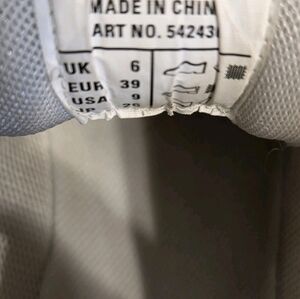 MADE IN CHIN
ART NO. 54243
UK 6
EUR 39
USA 9